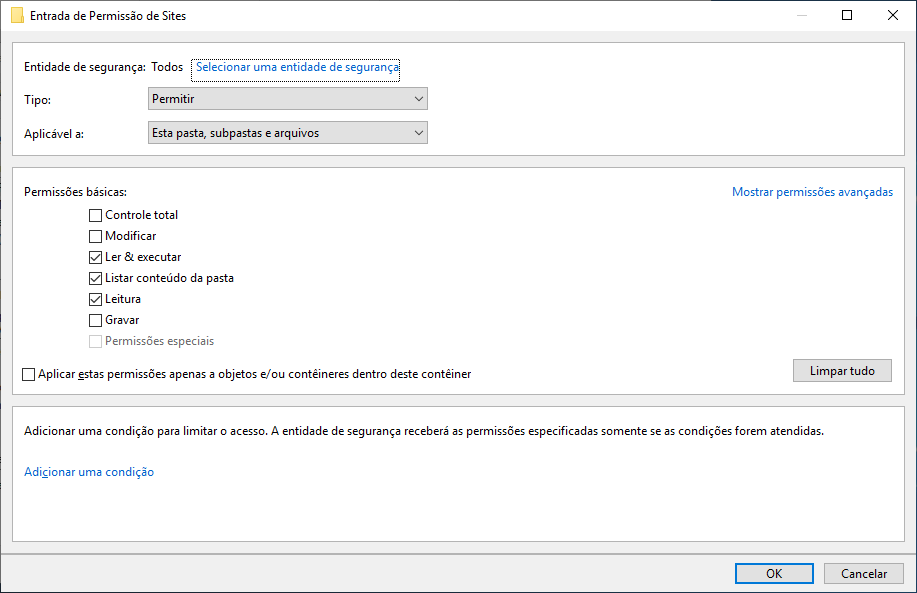 Entrada de Permissão de Sites
Entidade de segurança: Todos Selecionar uma entidade de segurança
Tipo: Permitir
Aplicável a: Esta pasta, subpastas e arquivos
Permissões básicas: Mostrar permissões avançadas
Controle total
Modificar
Ler & executar
Listar conteúdo da pasta
Leitura
Gravar
Permissões especiais
Aplicar estas permissões apenas a objetos e/ou contêineres dentro deste contêiner Limpar tudo
Adicionar uma condição para limitar o acesso. A entidade de segurança receberá as permissões especificadas somente se as condições forem atendidas.
Adicionar uma condição
OK Cancelar